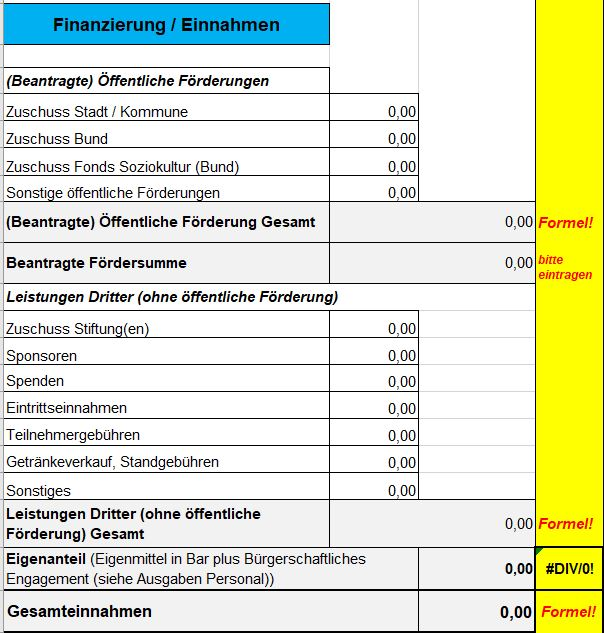 Finanzierung / Einnahmen
(Beantragte) Öffentliche Förderungen
Zuschuss Stadt / Kommune 0,00
Zuschuss Bund 0,00
Zuschuss Fonds Soziokultur (Bund) 0,00
Sonstige öffentliche Förderungen 0,00
(Beantragte) Öffentliche Förderung Gesamt 0,00 Formel!
Beantragte Fördersumme 0,00 bitte
eintragen
Leistungen Dritter (ohne öffentliche Förderung)
Zuschuss Stiftung(en) 0,00
Sponsoren 0,00
Spenden 0,00
Eintrittseinnahmen 0,00
Teilnehmergebühren 0,00
Getränkeverkauf, Standgebühren 0,00
Sonstiges 0,00
Leistungen Dritter (ohne öffentliche
Förderung) Gesamt 0,00 Formel!
Eigenanteil (Eigenmittel in Bar plus Bürgerschaftliches
Engagement (siehe Ausgaben Personal)) 0,00 #DIV/0!
Gesamteinnahmen 0,00 Formel!